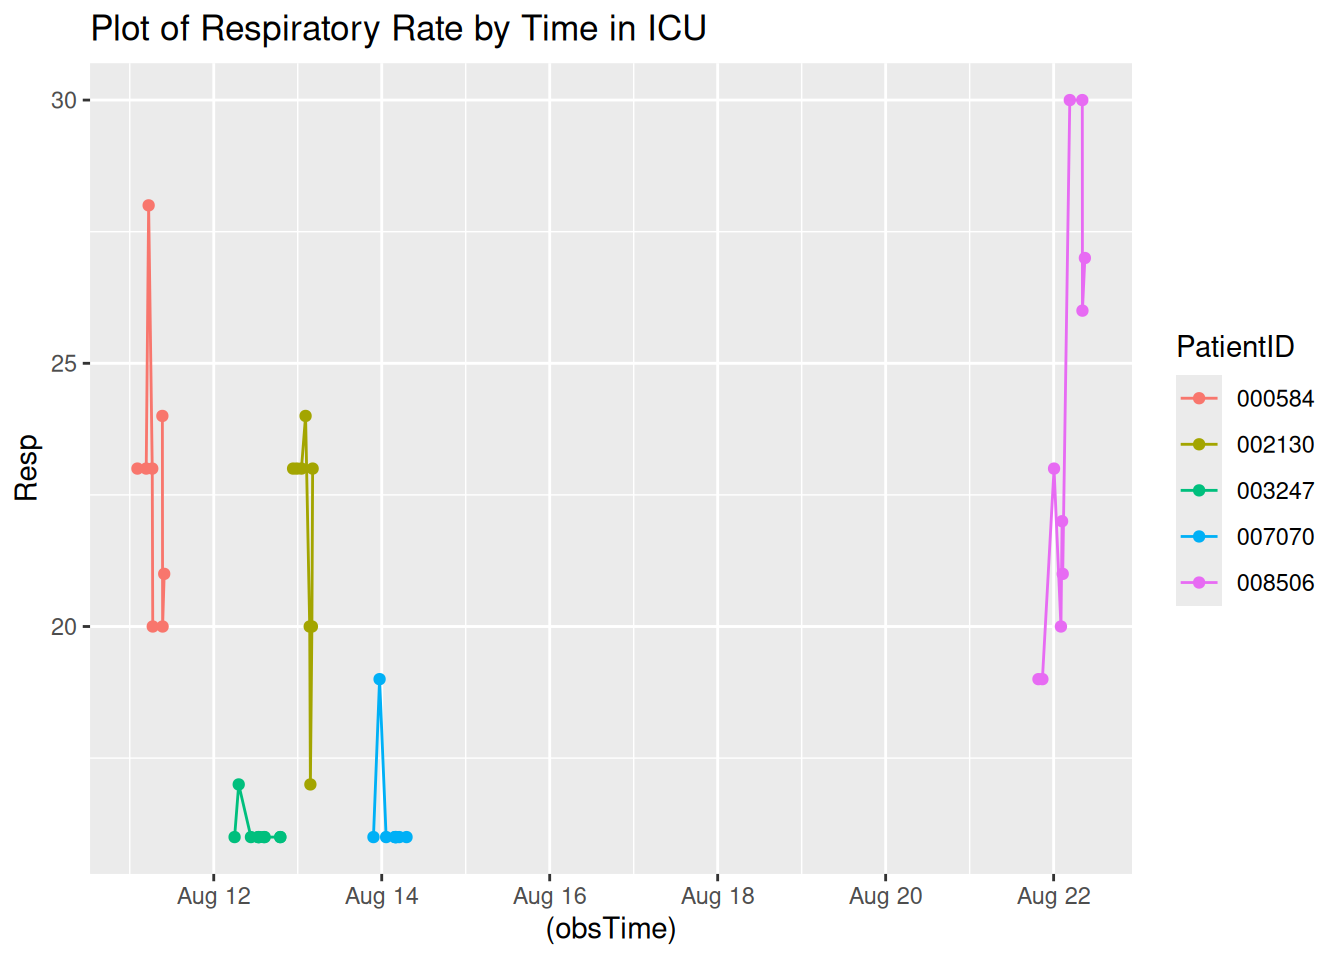 Plot of Respiratory Rate by Time in ICU
30
25
20
Resp
Aug 12
Aug 14
Aug 16
Aug 18
Aug 20
Aug 22
(obsTime)
PatientID
000584
002130
003247
007070
008506